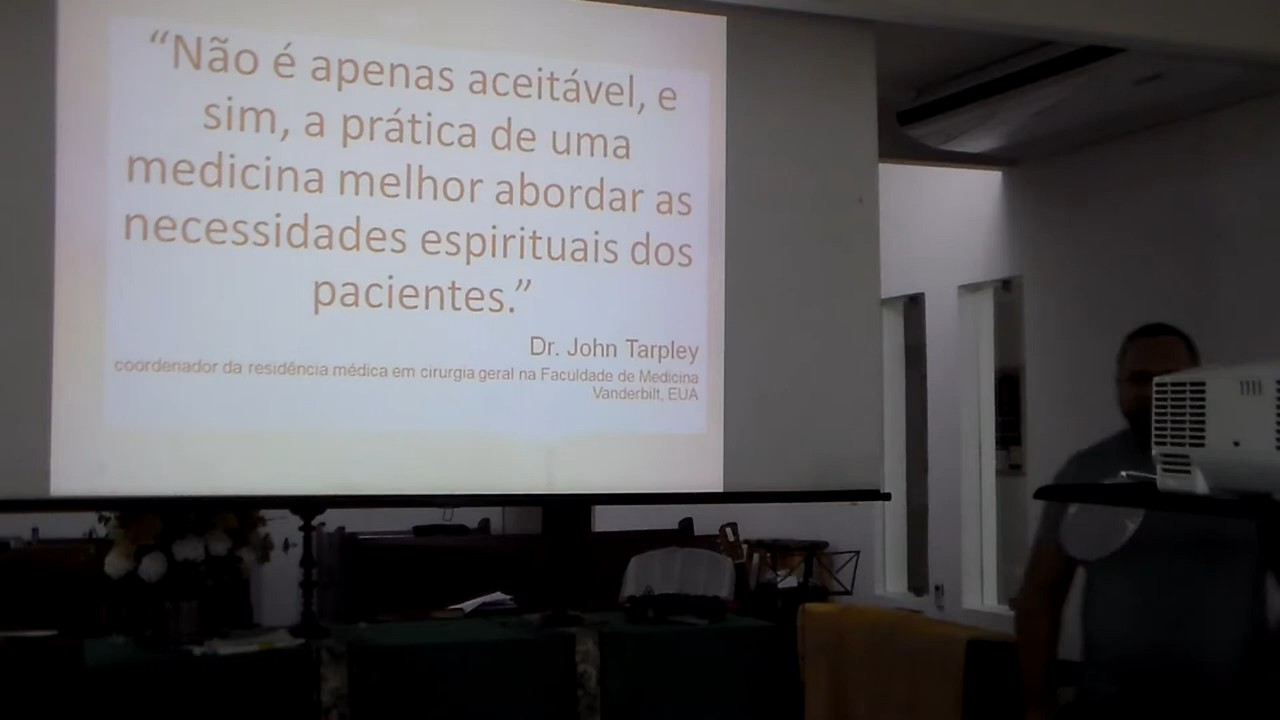 “Não é apenas aceitável, e
sim, a prática de uma
medicina melhor abordar as
necessidades espirituais dos
pacientes.”
Dr. John Tarpley
coordenador da residência médica em cirurgia geral na Faculdade de Medicina
Vanderbilt, EUA